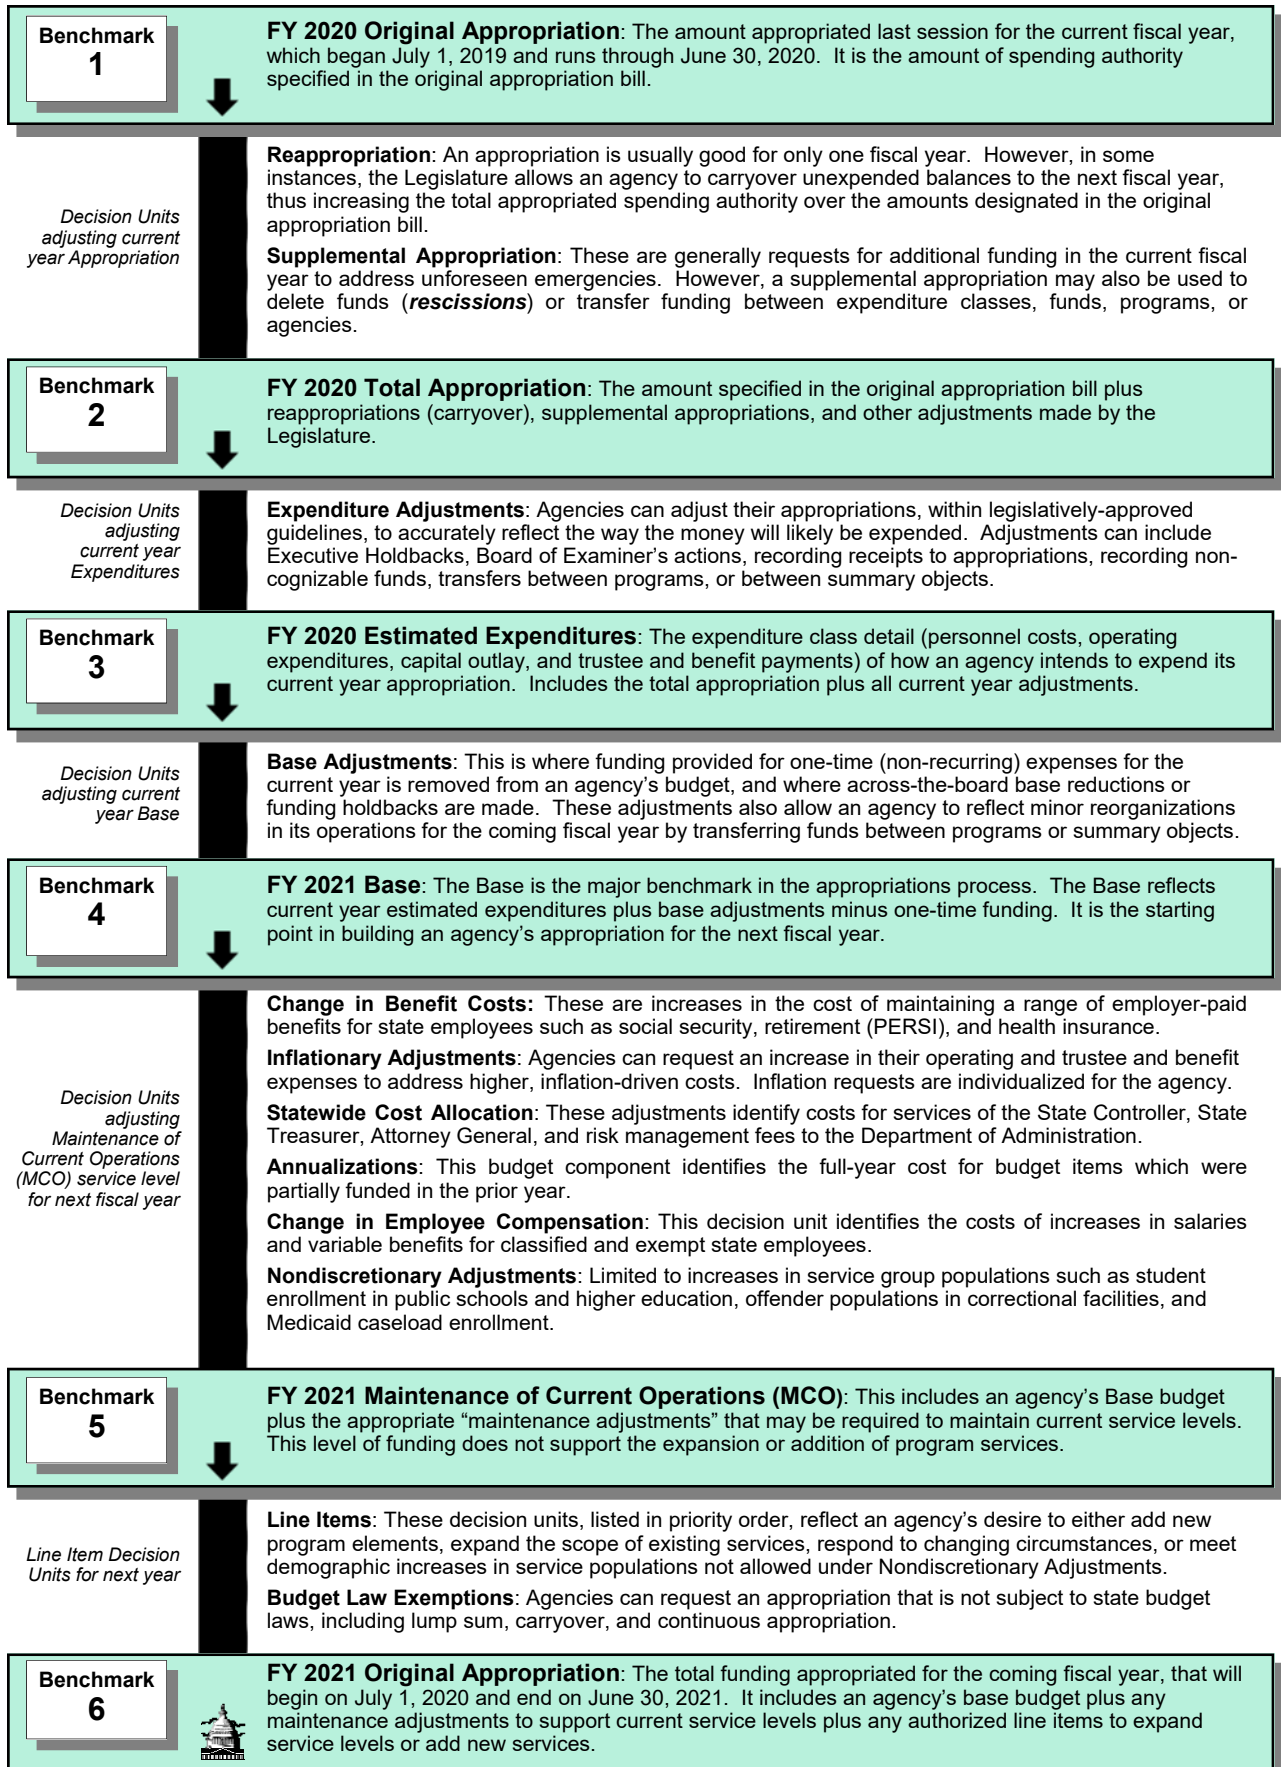 Benchmark
1
FY 2020 Original Appropriation: The amount appropriated last session for the current fiscal year,
which began July 1, 2019 and runs through June 30, 2020.  It is the amount of spending authority
specified in the original appropriation bill.
Decision Units
adjusting current
year Appropriation
Reappropriation: An appropriation is usually good for only one fiscal year.  However, in some
instances, the Legislature allows an agency to carryover unexpended balances to the next fiscal year,
thus increasing the total appropriated spending authority over the amounts designated in the original
appropriation bill.
Supplemental Appropriation: These are generally requests for additional funding in the current fiscal
year to address unforeseen emergencies.  However, a supplemental appropriation may also be used to
delete funds (rescissions) or transfer funding between expenditure classes, funds, programs, or
agencies.
Benchmark
2
FY 2020 Total Appropriation: The amount specified in the original appropriation bill plus
reappropriations (carryover), supplemental appropriations, and other adjustments made by the
Legislature.
Decision Units
adjusting
current year
Expenditures
Expenditure Adjustments: Agencies can adjust their appropriations, within legislatively-approved
guidelines, to accurately reflect the way the money will likely be expended.  Adjustments can include
Executive Holdbacks, Board of Examiner's actions, recording receipts to appropriations, recording non-
cognizable funds, transfers between programs, or between summary objects.
Benchmark
3
FY 2020 Estimated Expenditures: The expenditure class detail (personnel costs, operating
expenditures, capital outlay, and trustee and benefit payments) of how an agency intends to expend its
current year appropriation.  Includes the total appropriation plus all current year adjustments.
Decision Units
adjusting current
year Base
Base Adjustments: This is where funding provided for one-time (non-recurring) expenses for the
current year is removed from an agency's budget, and where across-the-board base reductions or
funding holdbacks are made.  These adjustments also allow an agency to reflect minor reorganizations
in its operations for the coming fiscal year by transferring funds between programs or summary objects.
Benchmark
4
FY 2021 Base: The Base is the major benchmark in the appropriations process.  The Base reflects
current year estimated expenditures plus base adjustments minus one-time funding.  It is the starting
point in building an agency's appropriation for the next fiscal year.
Decision Units
adjusting
Maintenance of
Current Operations
(MCO) service level
for next fiscal year
Change in Benefit Costs: These are increases in the cost of maintaining a range of employer-paid
benefits for state employees such as social security, retirement (PERSI), and health insurance.
Inflationary Adjustments: Agencies can request an increase in their operating and trustee and benefit
expenses to address higher, inflation-driven costs.  Inflation requests are individualized for the agency.
Statewide Cost Allocation: These adjustments identify costs for services of the State Controller, State
Treasurer, Attorney General, and risk management fees to the Department of Administration.
Annualizations: This budget component identifies the full-year cost for budget items which were
partially funded in the prior year.
Change in Employee Compensation: This decision unit identifies the costs of increases in salaries
and variable benefits for classified and exempt state employees.
Nondiscretionary Adjustments: Limited to increases in service group populations such as student
enrollment in public schools and higher education, offender populations in correctional facilities, and
Medicaid caseload enrollment.
Benchmark
5
FY 2021 Maintenance of Current Operations (MCO): This includes an agency's Base budget
plus the appropriate “maintenance adjustments” that may be required to maintain current service levels.
This level of funding does not support the expansion or addition of program services.
Line Item Decision
Units for next year
Line Items: These decision units, listed in priority order, reflect an agency's desire to either add new
program elements, expand the scope of existing services, respond to changing circumstances, or meet
demographic increases in service populations not allowed under Nondiscretionary Adjustments.
Budget Law Exemptions: Agencies can request an appropriation that is not subject to state budget
laws, including lump sum, carryover, and continuous appropriation.
Benchmark
6
FY 2021 Original Appropriation: The total funding appropriated for the coming fiscal year, that will
begin on July 1, 2020 and end on June 30, 2021.  It includes an agency's base budget plus any
maintenance adjustments to support current service levels plus any authorized line items to expand
service levels or add new services.